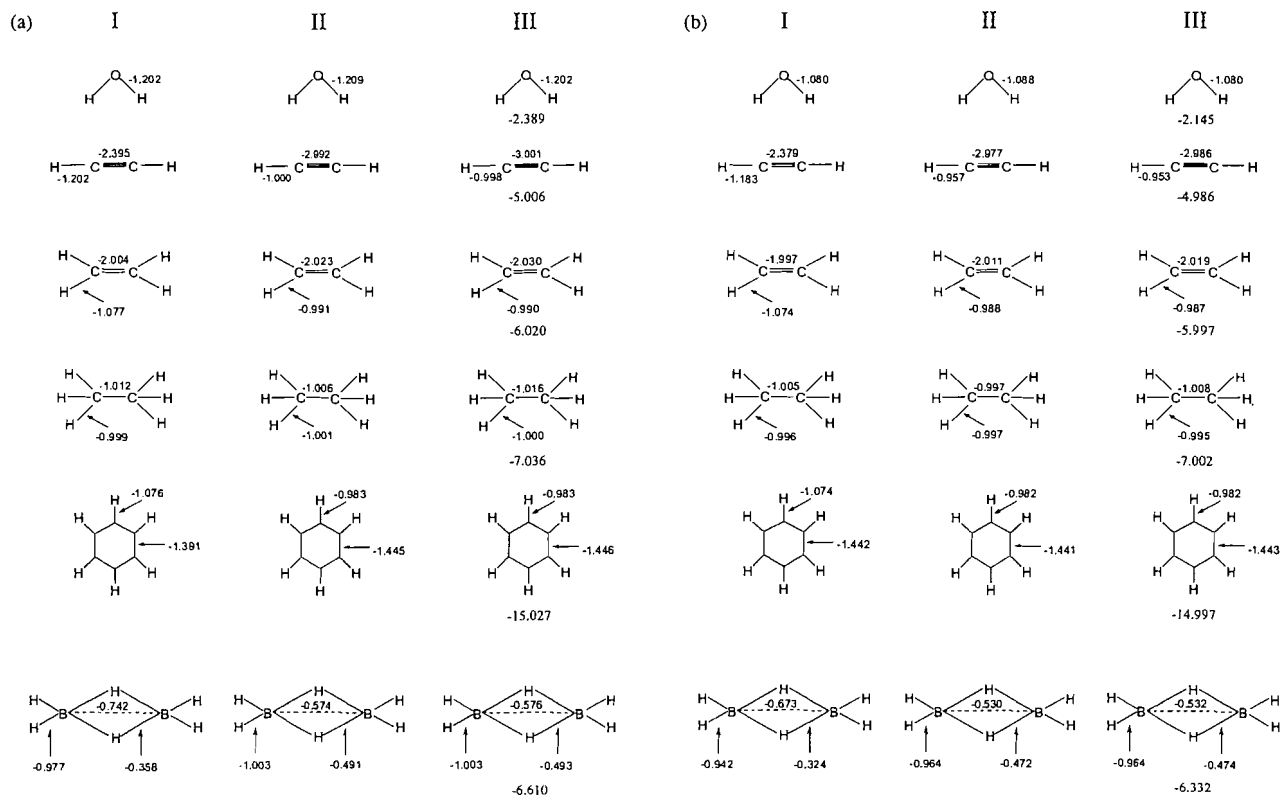 (a) I II III (b) I II III
O -1.202 O -1.209 O -1.202 O -1.080 O -1.088 O -1.080
H H H H H H H H H H H H
-2.389 -2.145
-2.395 -2.992 -3.001 -2.379 -2.977 -2.986
H C C H H C C H H C C H H C C H H C C H H C C H
-1.202 -1.000 -0.998 -1.183 -0.957 -0.953
-5.006 -4.986
H H H H H H H H H H H H
-2.004 -2.023 -2.030 -1.997 -2.011 -2.019
C C C C C C C C C C C C
H H H H H H H H H H H H
-1.077 -0.991 -0.990 -1.074 -0.988 -0.987
-6.020 -5.997
H H H H H H H H H H H H
-1.012 -1.006 -1.016 -1.005 -0.997 -1.008
H C C H H C C H H C C H H C C H H C C H H C C H.
H H H H H H H H H H H H
-0.999 -1.001 -1.000 -0.996 -0.997 -0.995
-7.036 -7.002
H -1.076 H -0.983 H -0.983 H -1.074 H -0.982 H -0.982
H H H H H H H H H H H H
-1.391 -1.445 -1.446 -1.442 -1.441 -1.443
H H H H H H H H H H H H
H H H H H H
-15.027 -14.997
H H H H H H H H H H H H H H H H H H
-0.742 -0.574 -0.576 -0.673 -0.530 -0.532
B B B B B B B B B B B B
H H H H H H H H H H H H H H H H H H
-0.977 -0.358 -1.003 -0.491 -1.003 -0.493 -0.942 -0.324 -0.964 -0.472 -0.964 -0.474
-6.610 -6.332